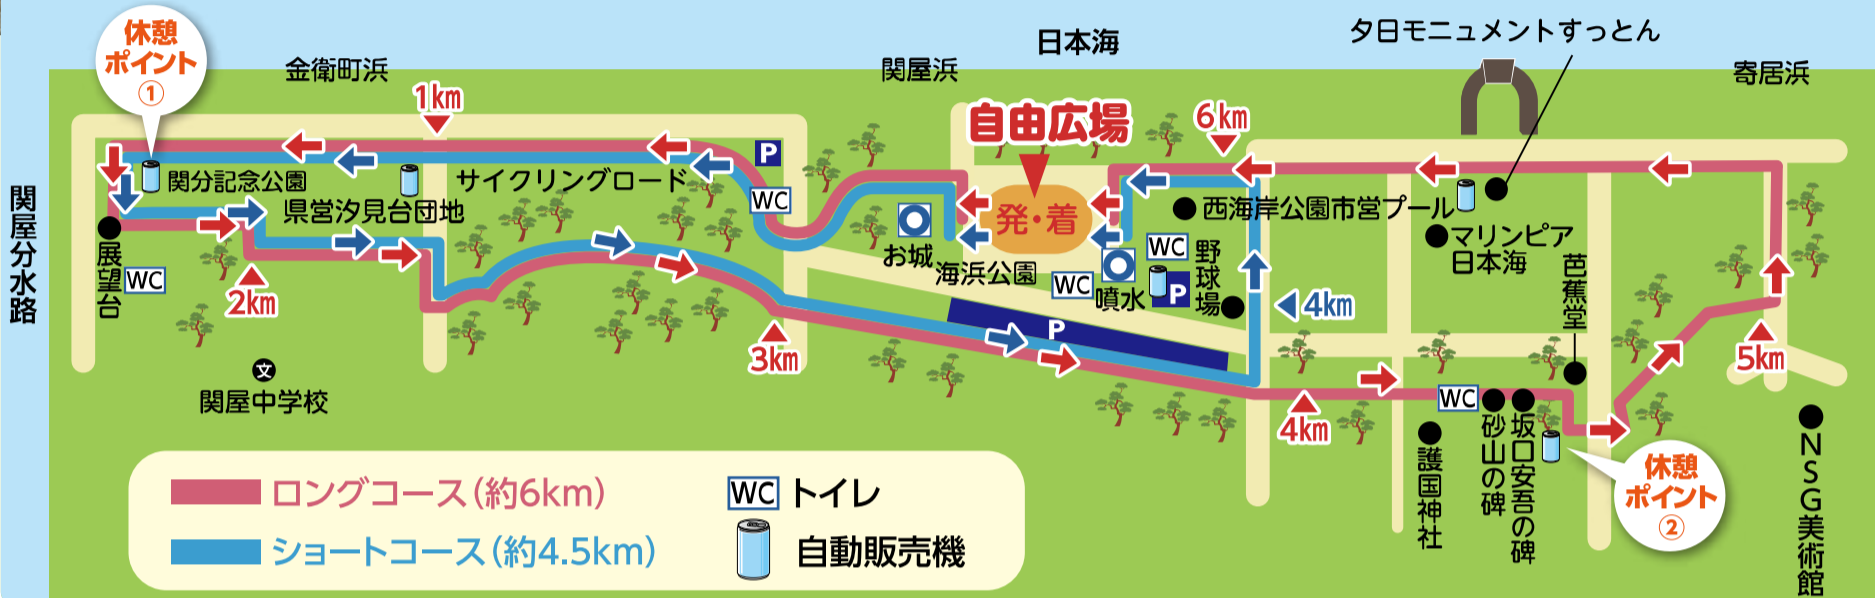 休憩
ポイント
①
金衛町浜
関屋浜
日本海
夕日モニュメントすっとん
寄居浜
1km
自由広場
6km
P
関分記念公園
サイクリングロード
WC
県営汐見台団地
発・着
西海岸公園市営プール
関屋分水路
展望台
WC
お城
海浜公園
WC
噴水
WC
P
野球場
マリンピア
日本海
芭蕉堂
2km
3km
P
4km
5km
文
関屋中学校
4km
WC
護国神社
砂山の碑
坂口安吾の碑
休憩
ポイント
②
NSG美術館
ロングコース(約6km)
WC トイレ
ショートコース(約4.5km)
自動販売機